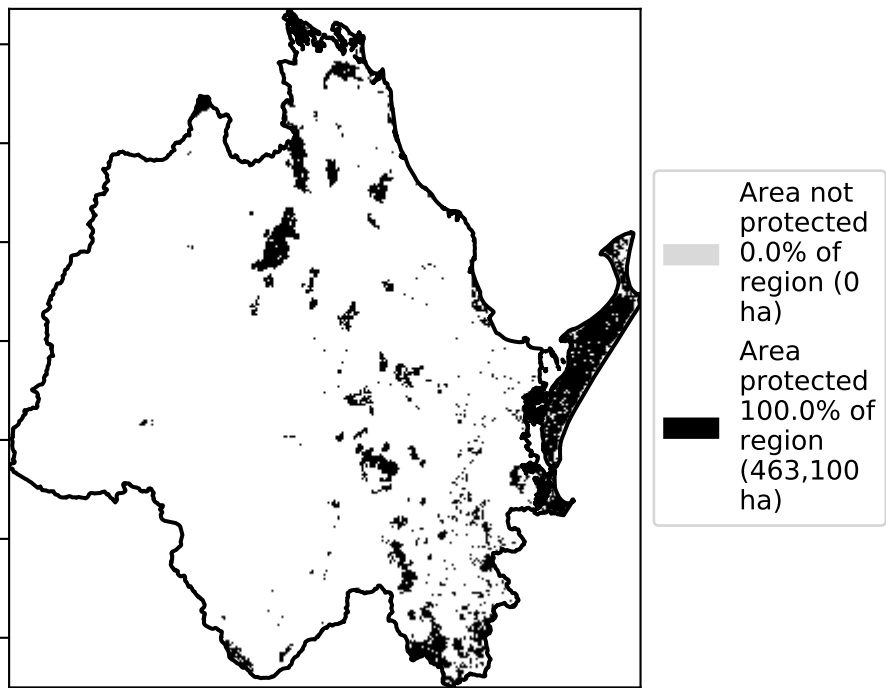 Area not
protected
0.0% of
region (0
ha)
Area
protected
100.0% of
region
(463,100
ha)